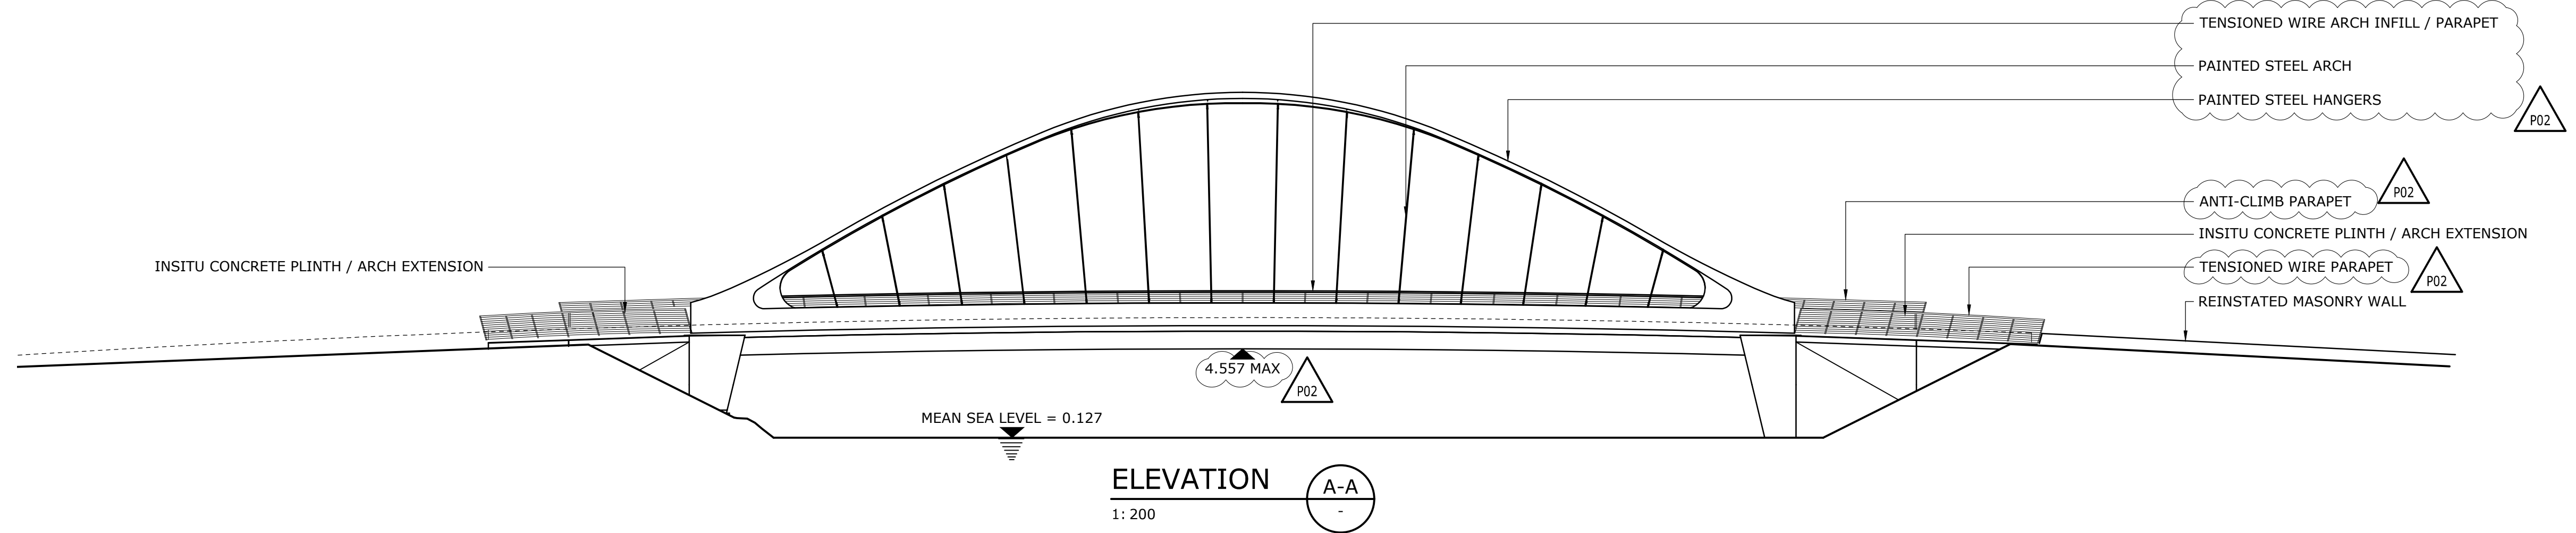 TENSIONED WIRE ARCH INFILL / PARAPET
PAINTED STEEL ARCH
PAINTED STEEL HANGERS
P02
ANTI-CLIMB PARAPET
P02
INSITU CONCRETE PLINTH / ARCH EXTENSION
TENSIONED WIRE PARAPET
P02
REINSTATED MASONRY WALL
INSITU CONCRETE PLINTH / ARCH EXTENSION
4.557 MAX
P02
MEAN SEA LEVEL = 0.127
ELEVATION
A-A
-
1: 200